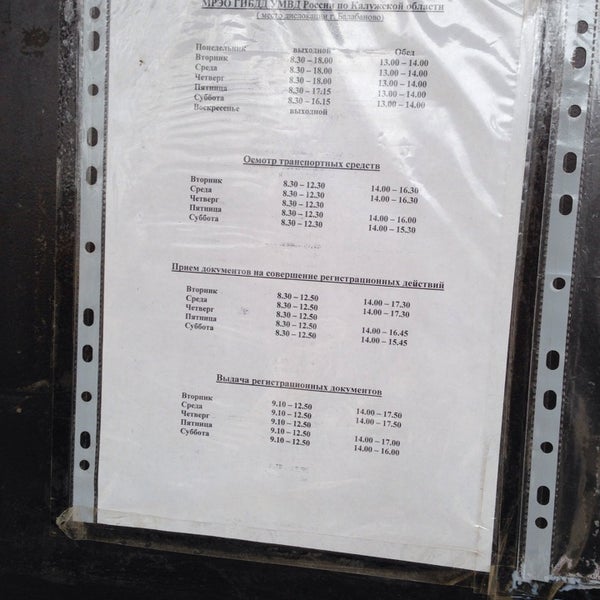 МРЭО ГИБДД УМВД России по Калужской области
( место дислокации г. Балабаново)
Понедельник выходной Обед
Вторник 8.30 – 18.00 13.00 – 14.00
Среда 8.30 – 18.00 13.00 – 14.00
Четверг 8.30 – 18.00 13.00 – 14.00
Пятница 8.30 – 17.15 13.00 – 14.00
Суббота 8.30 – 16.15 13.00 – 14.00
Воскресенье выходной
Осмотр транспортных средств
Вторник 8.30 – 12.30 14.00 – 16.30
Среда 8.30 – 12.30 14.00 – 16.30
Четверг 8.30 – 12.30
Пятница 8.30 – 12.30 14.00 – 16.00
Суббота 8.30 – 12.30 14.00 – 15.30
Прием документов на совершение регистрационных действий
Вторник 8.30 – 12.50 14.00 – 17.30
Среда 8.30 – 12.50 14.00 – 17.30
Четверг 8.30 – 12.50
Пятница 8.30 – 12.50 14.00 – 16.45
Суббота 8.30 – 12.50 14.00 – 15.45
Выдача регистрационных документов
Вторник 9.10 – 12.50 14.00 – 17.50
Среда 9.10 – 12.50 14.00 – 17.50
Четверг 9.10 – 12.50
Пятница 9.10 – 12.50 14.00 – 17.00
Суббота 9.10 – 12.50 14.00 – 16.00